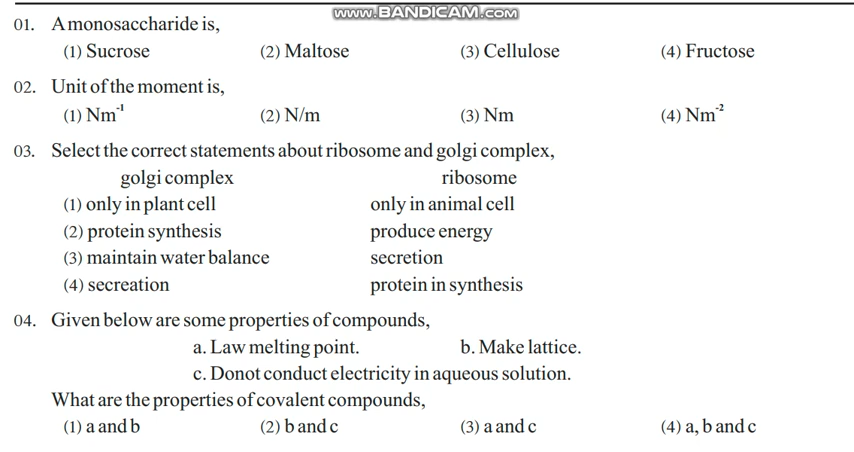 www.BANDICAM.com
01. A monosaccharide is,
(1) Sucrose (2) Maltose (3) Cellulose (4) Fructose
02. Unit of the moment is,
(1) Nm⁻¹ (2) N/m (3) Nm (4) Nm⁻²
03. Select the correct statements about ribosome and golgi complex,
golgi complex ribosome
(1) only in plant cell only in animal cell
(2) protein synthesis produce energy
(3) maintain water balance secretion
(4) secreation protein in synthesis
04. Given below are some properties of compounds,
a. Law melting point. b. Make lattice.
c. Donot conduct electricity in aqueous solution.
What are the properties of covalent compounds,
(1) a and b (2) b and c (3) a and c (4) a, b and c